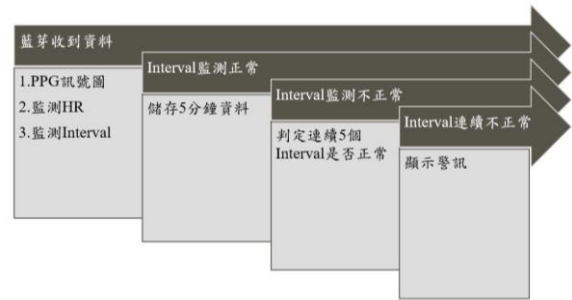 藍芽收到資料
1.PPG訊號圖
2.監測HR
3.監測Interval
Interval監測正常
儲存5分鐘資料
Interval監測不正常
判定連續5個
Interval是否正常
Interval連續不正常
顯示警訊